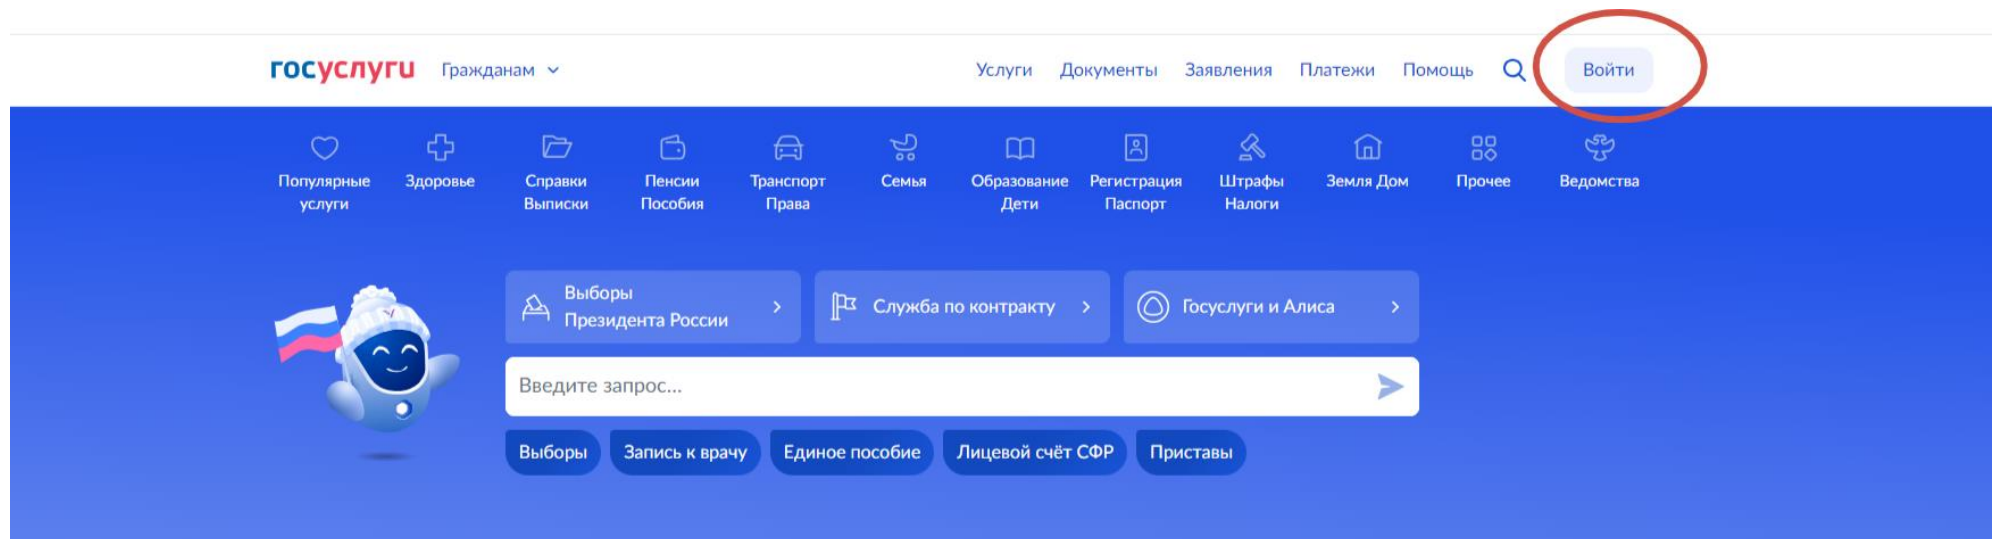 госуслуги Гражданам Услуги Документы Заявления Платежи Помощь Войти
Популярные услуги
Здоровье
Справки Выписки
Пенсии Пособия
Транспорт Права
Семья
Образование Дети
Регистрация Паспорт
Штрафы Налоги
Земля Дом
Прочее
Ведомства
Выборы
Президента России
Служба по контракту
Госуслуги и Алиса
Введите запрос...
Выборы Запись к врачу Единое пособие Лицевой счёт СФР Приставы